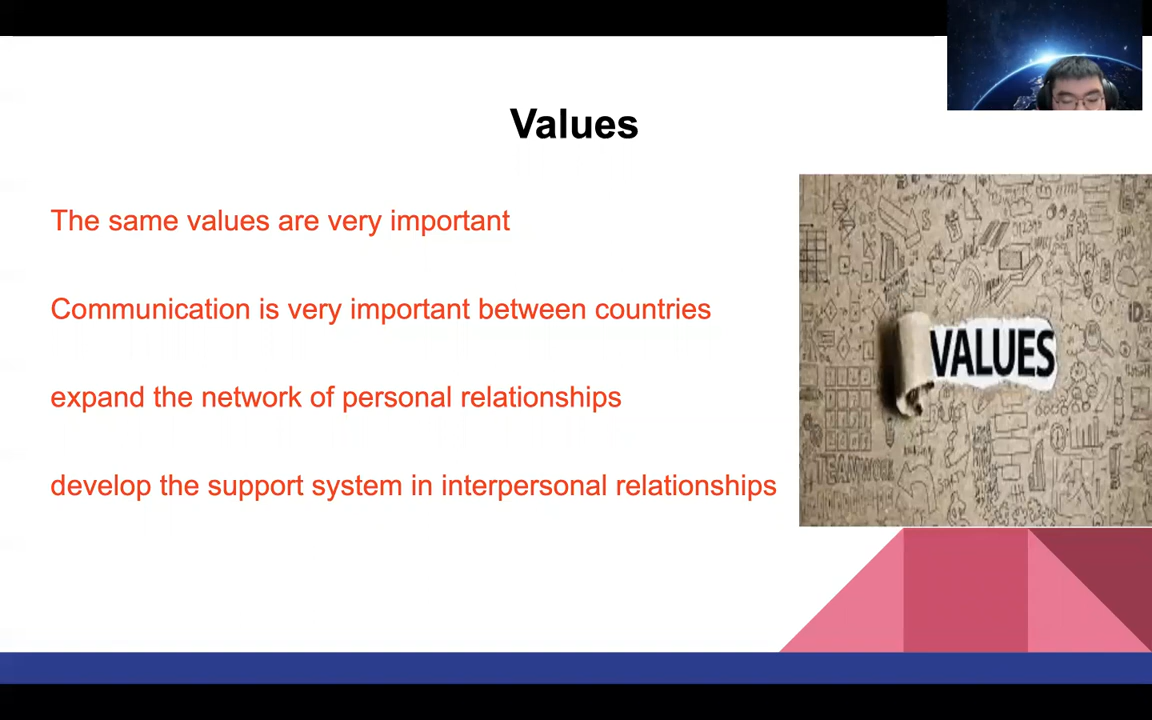 Values
The same values are very important
Communication is very important between countries
expand the network of personal relationships
develop the support system in interpersonal relationships
VALUES
TEAMWORK